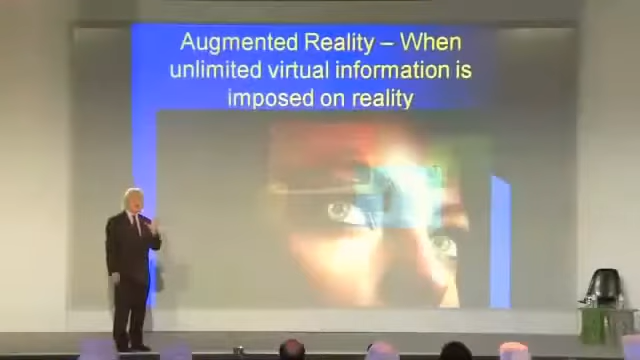 Augmented Reality – When
unlimited virtual information is
imposed on reality